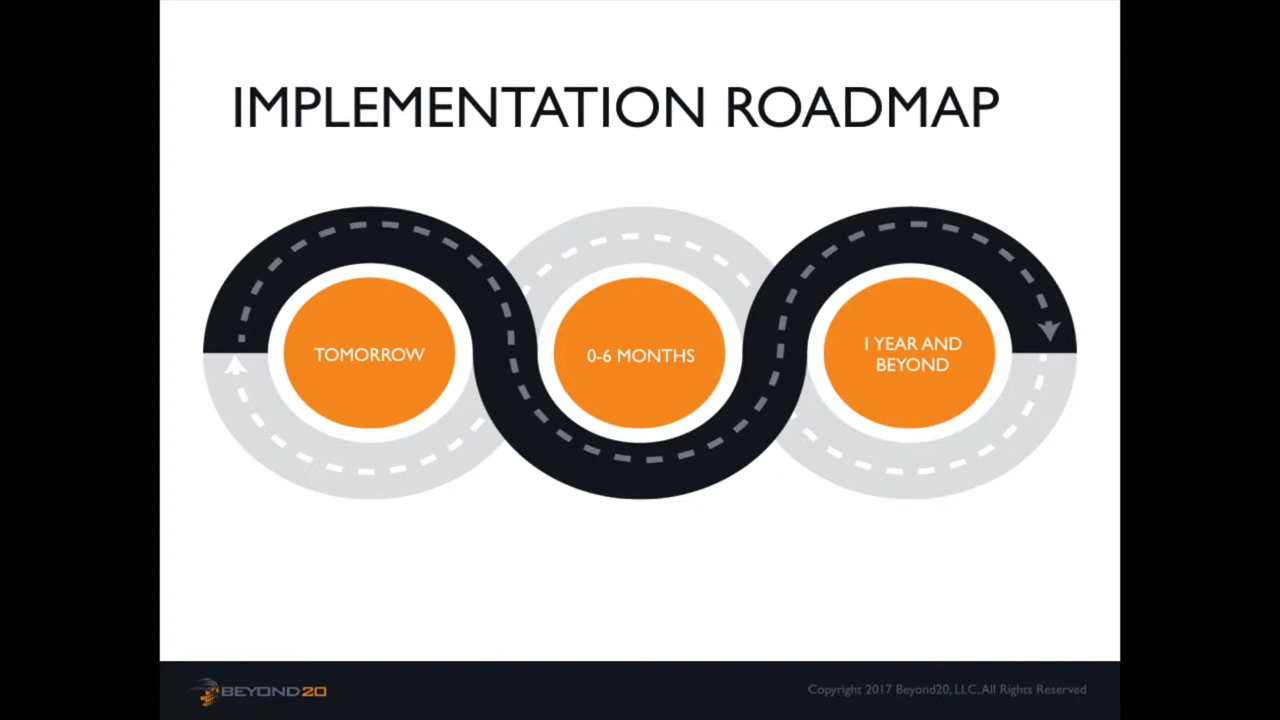 IMPLEMENTATION ROADMAP
TOMORROW
0-6 MONTHS
1 YEAR AND
BEYOND
BEYOND20
Copyright 2017 Beyond20, LLC, All Rights Reserved